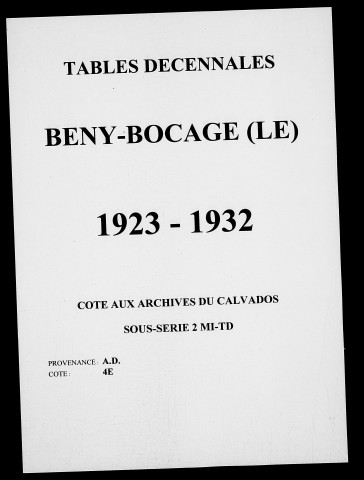 TABLES DECENNALES
BENY-BOCAGE (LE)
1923 - 1932
COTE AUX ARCHIVES DU CALVADOS
SOUS-SERIE 2 MI-TD
PROVENANCE : A.D.
COTE : 4E